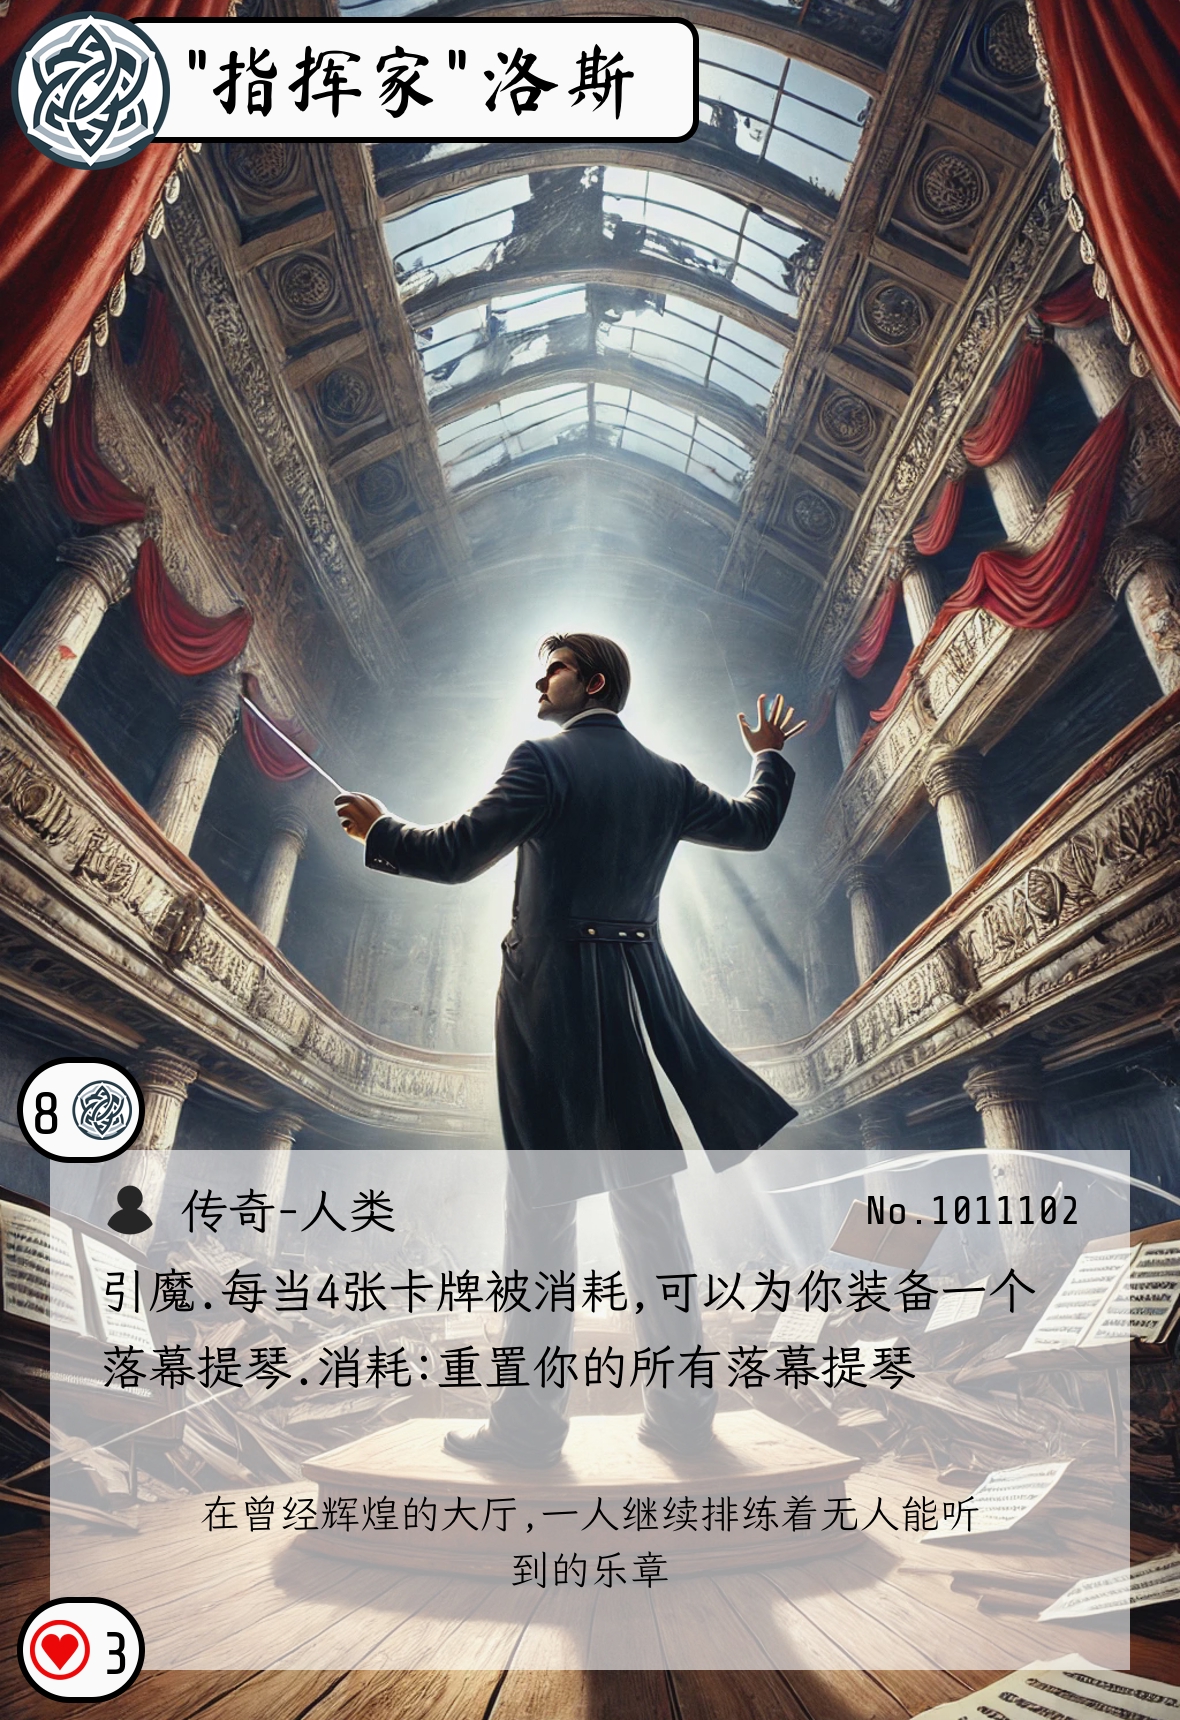 "指挥家"洛斯
8
传奇-人类
No.1011102
引魔.每当4张卡牌被消耗,可以为你装备一个
落幕提琴.消耗:重置你的所有落幕提琴
在曾经辉煌的大厅,一人继续排练着无人能听
到的乐章
3